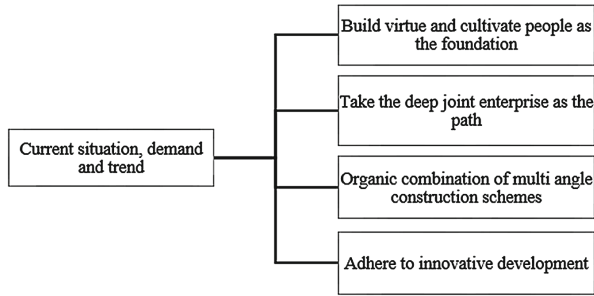 Build virtue and cultivate people as
the foundation
Take the deep joint enterprise as the
path
Current situation, demand
and trend
Organic combination of multi angle
construction schemes
Adhere to innovative development